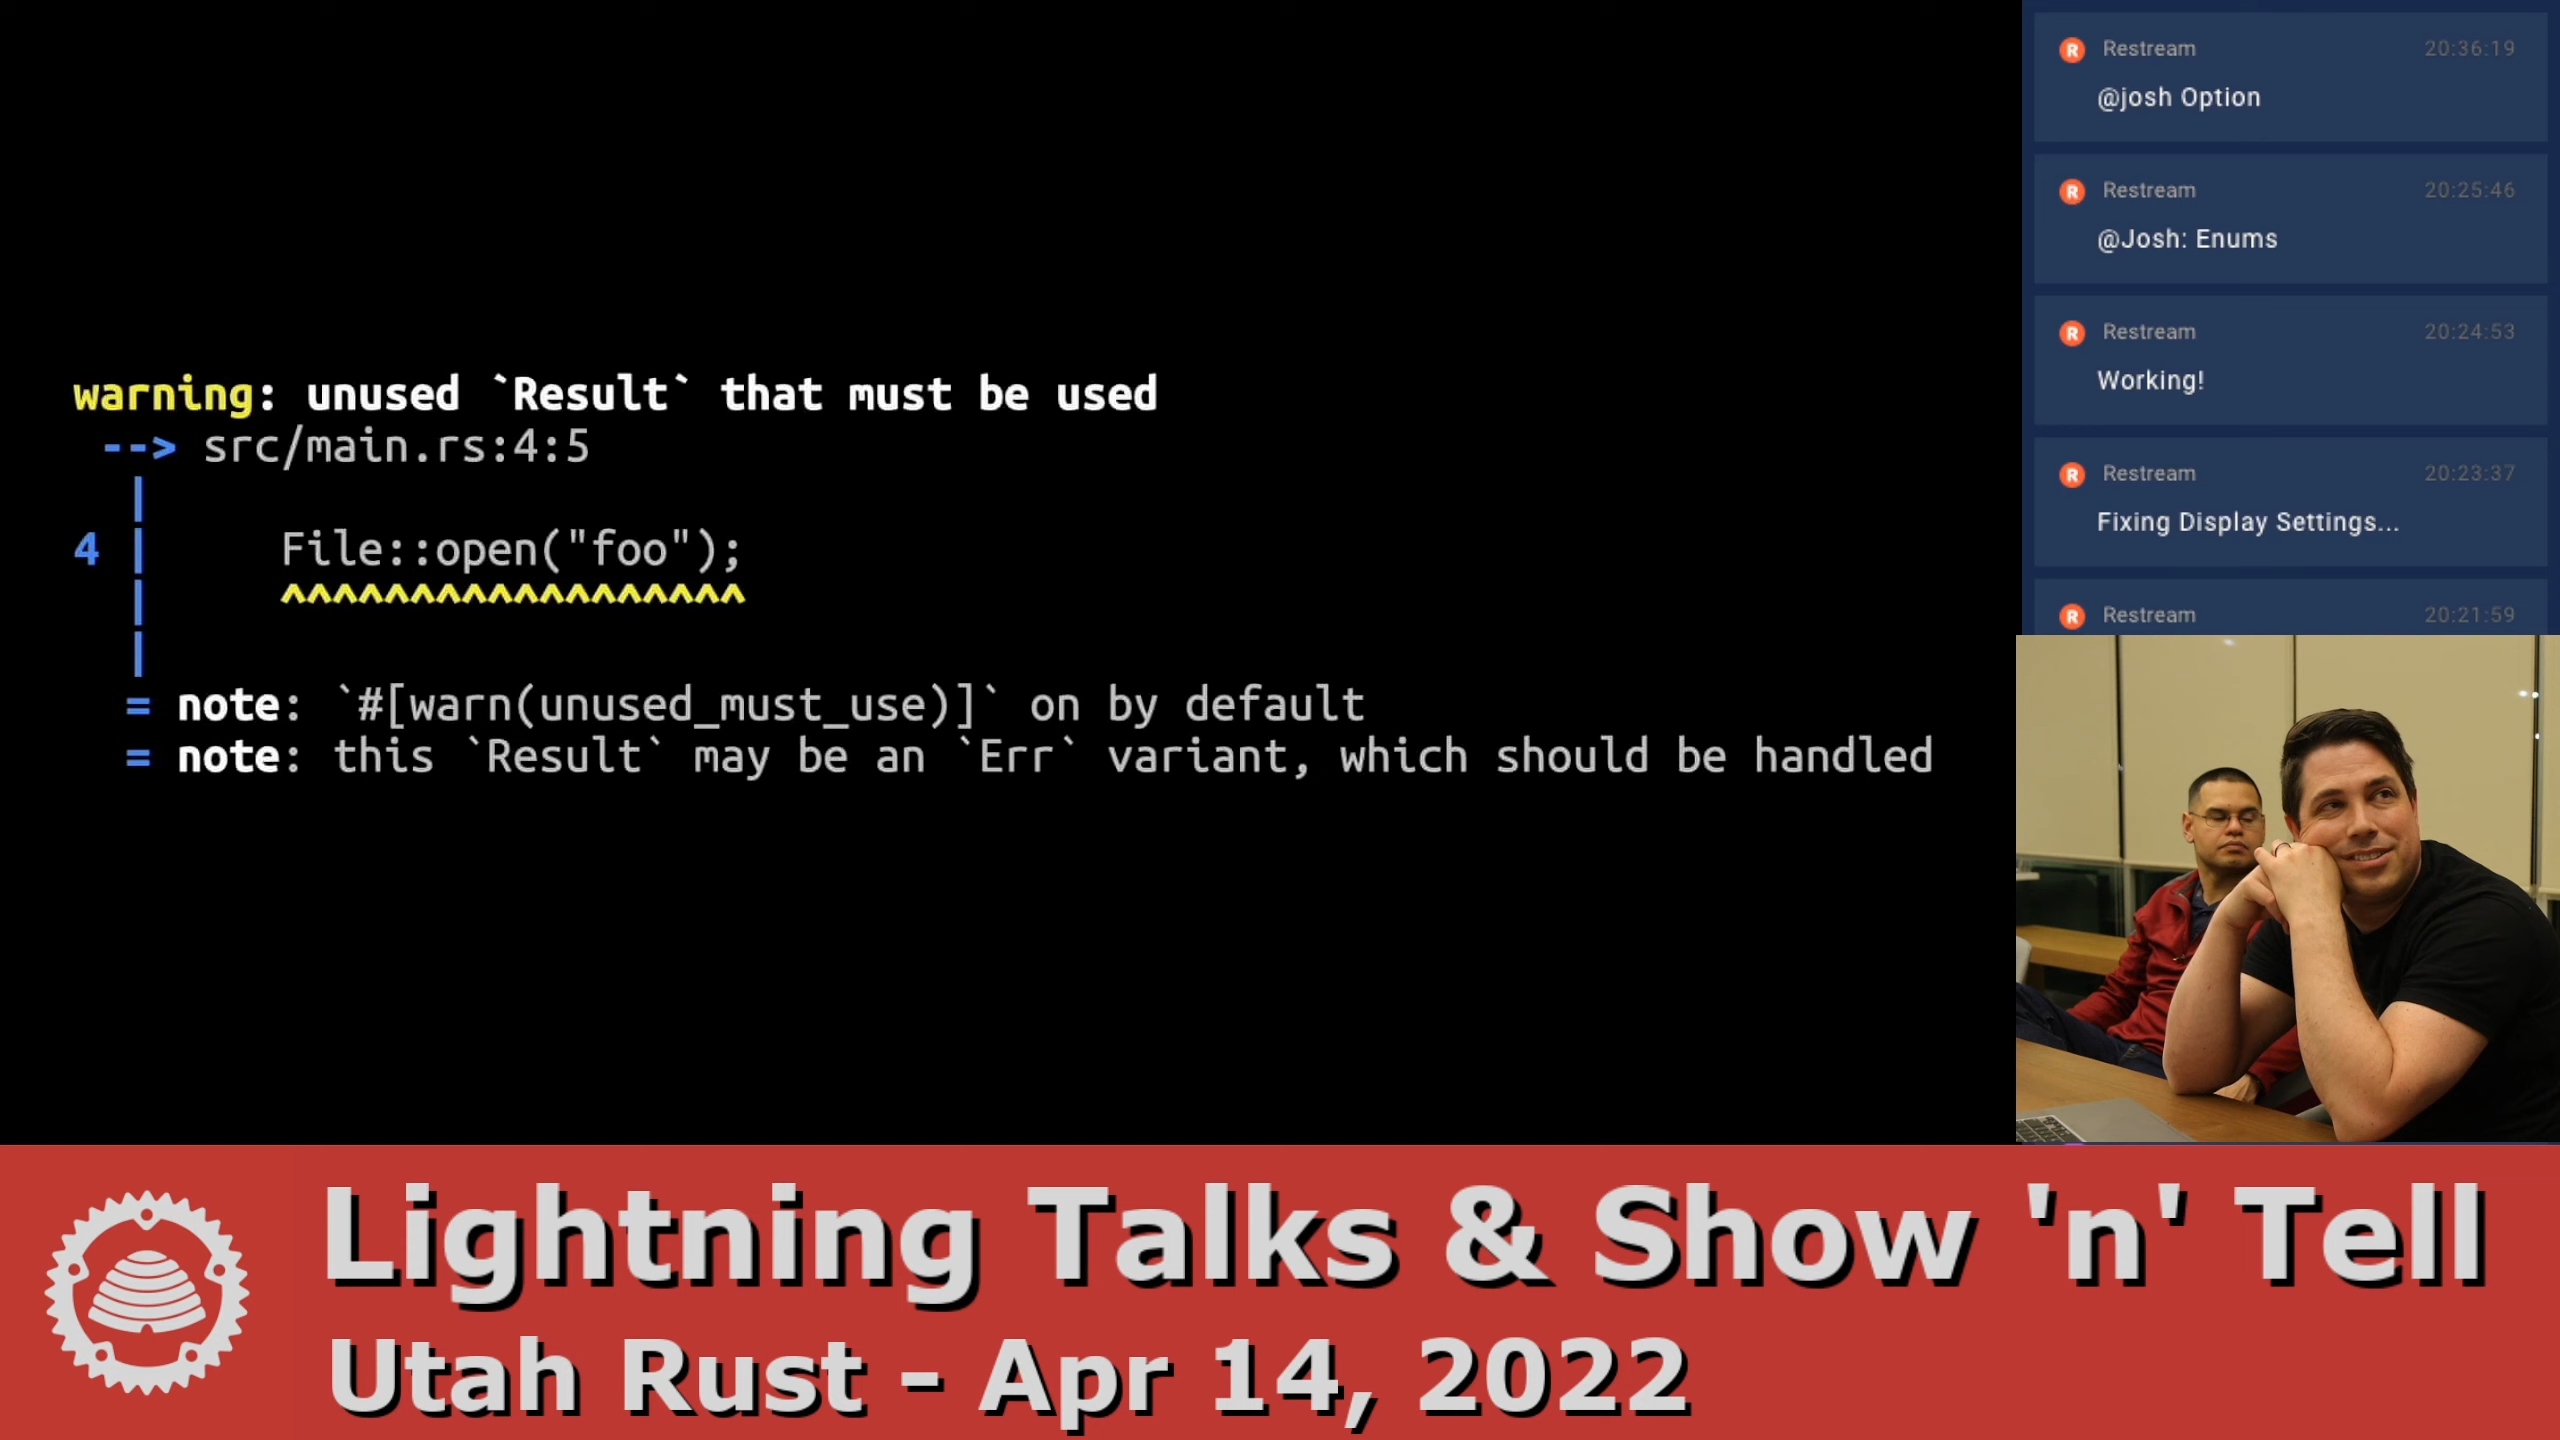 warning: unused `Result` that must be used
--> src/main.rs:4:5
|
4 | File::open("foo");
| ^^^^^^^^^^^^^^^^^^
|
= note: `#[warn(unused_must_use)]` on by default
= note: this `Result` may be an `Err` variant, which should be handled
R Restream 20:36:19
@josh Option
R Restream 20:25:46
@Josh: Enums
R Restream 20:24:53
Working!
R Restream 20:23:37
Fixing Display Settings...
R Restream 20:21:59
Lightning Talks & Show 'n' Tell
Utah Rust - Apr 14, 2022